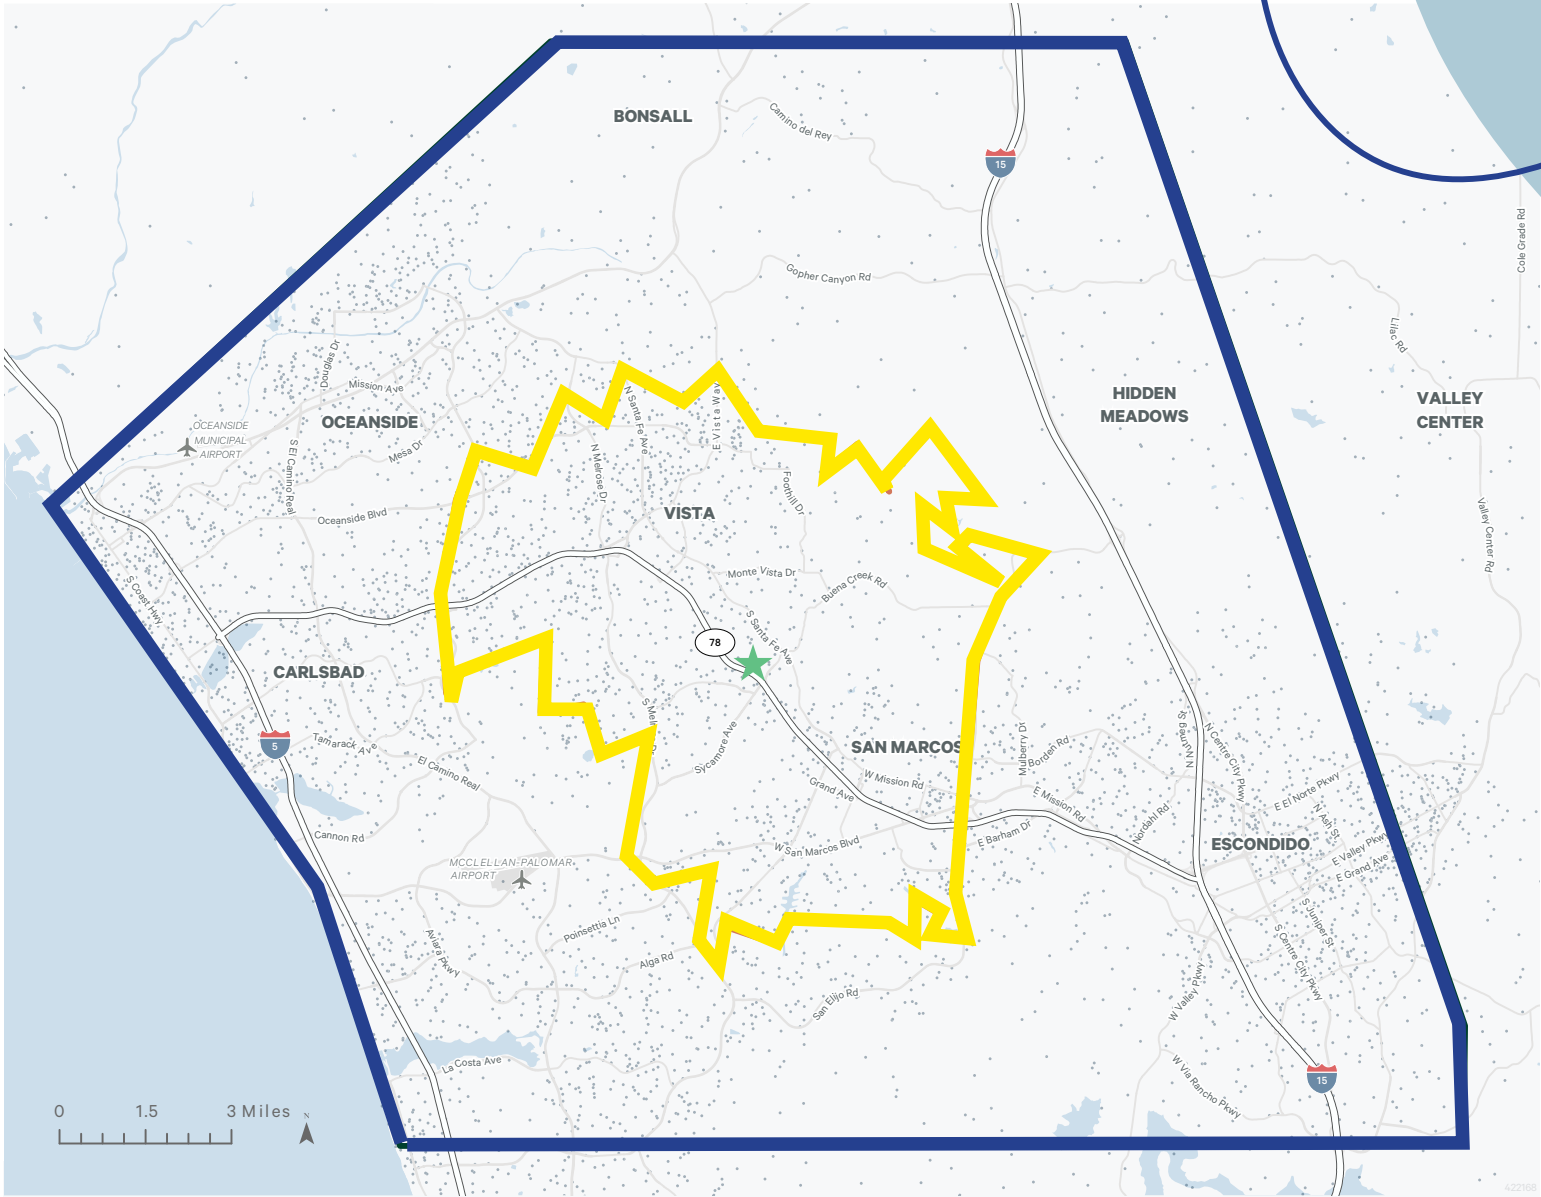 BONSALL
Camino del Rey
15
Cole Grade Rd
Gopher Canyon Rd
Lilac Rd
Douglas Dr
Mission Ave
HIDDEN
MEADOWS
VALLEY
CENTER
OCEANSIDE
MUNICIPAL
AIRPORT
OCEANSIDE
N Santa Fe Ave
E Vista Way
Mesa Dr
S El Camino Real
N Melrose Dr
Foothill Dr
Oceanside Blvd
VISTA
Valley Center Rd
Monte Vista Dr
Buena Creek Rd
S Coast Hwy
S Santa Fe Ave
78
CARLSBAD
S Mel
Sycamore Ave
5
Tamarack Ave
El Camino Real
SAN MARCOS
Mulberry Dr
Borden Rd
N Nutmeg St
N Centre City Pkwy
W Mission Rd
Grand Ave
E Mission Rd
E El Norte Pkwy
N Ash St
Nordahl Rd
Cannon Rd
E Barham Dr
W San Marcos Blvd
ESCONDIDO
E Valley Pkwy
E Grand Ave
MCCLELLAN-PALOMAR
AIRPORT
Poinsettia Ln
Aviara Pkwy
Alga Rd
S Juniper St
S Centre City Pkwy
San Elijo Rd
W Valley Pkwy
La Costa Ave
W Via Rancho Pkwy
15
0 1.5 3 Miles
N
422168